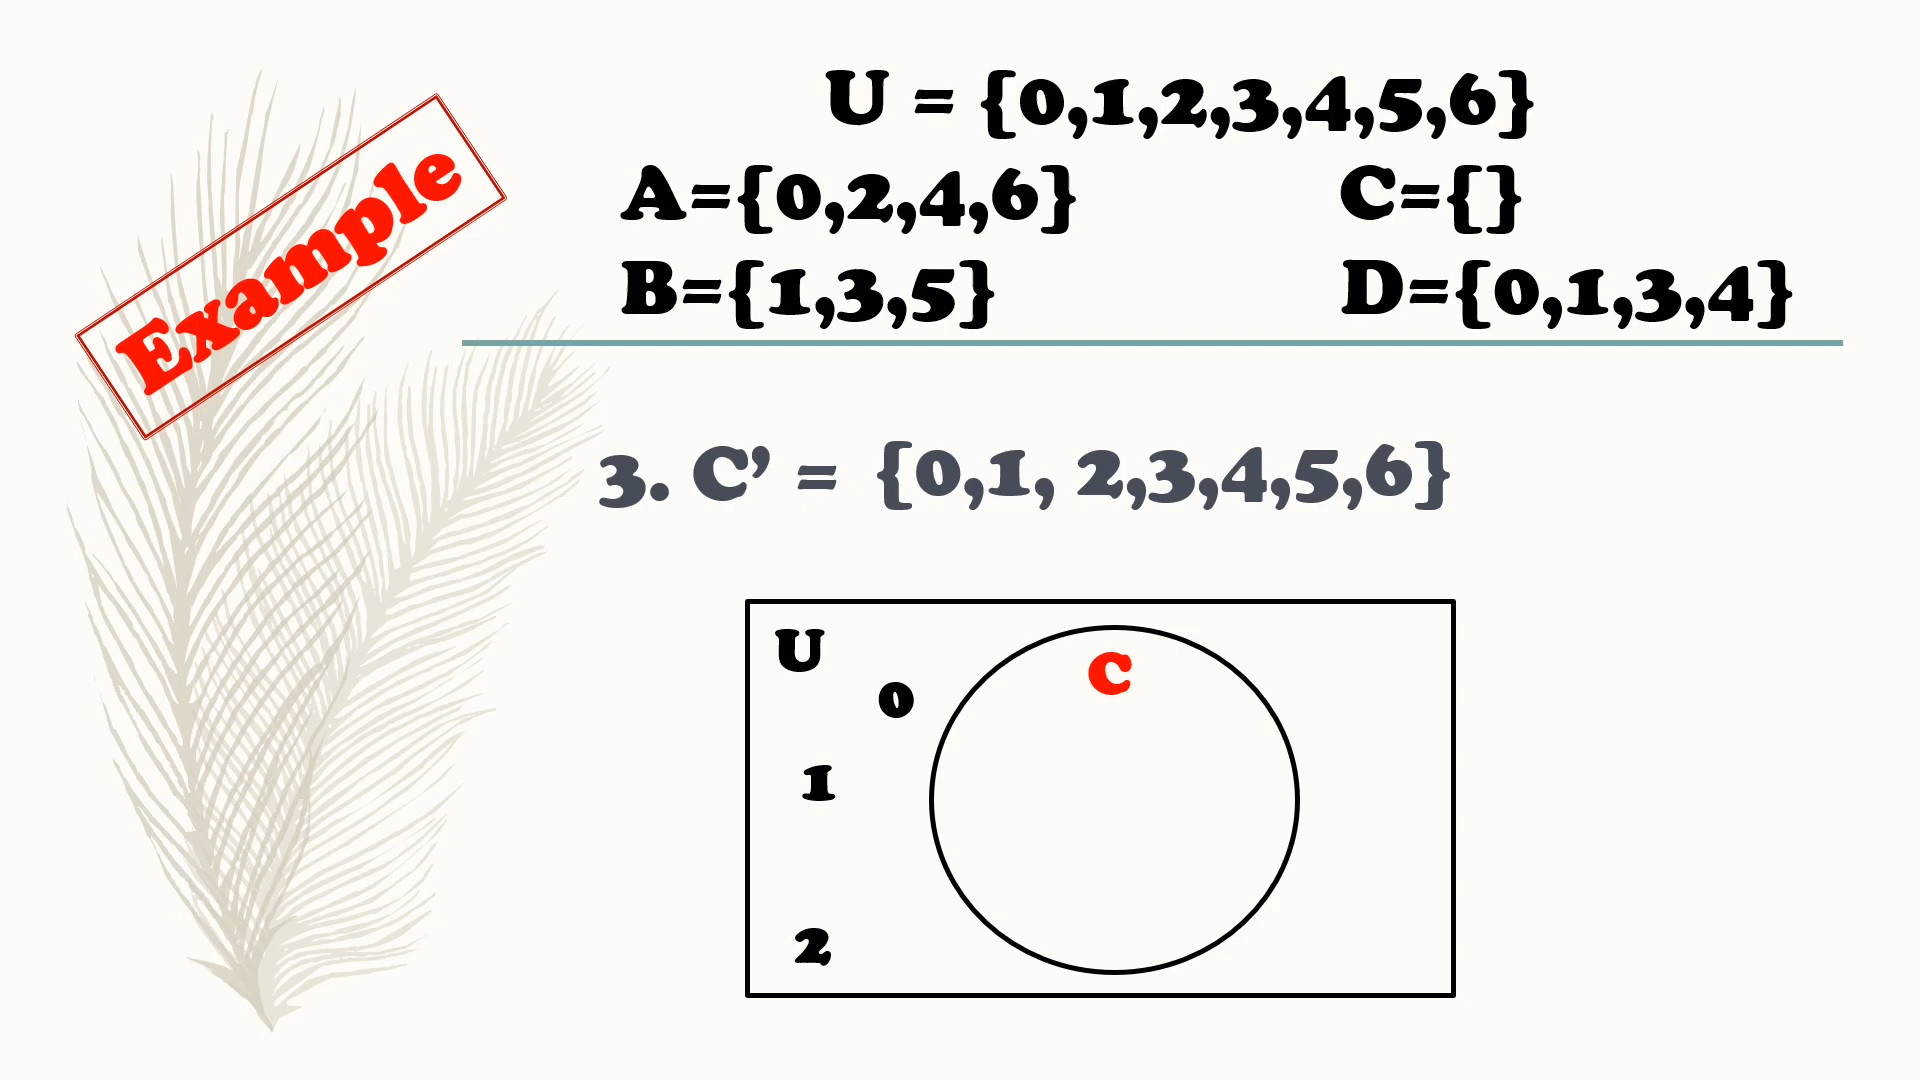 Example
U = {0,1,2,3,4,5,6}
A={0,2,4,6} C={}
B={1,3,5} D={0,1,3,4}
3. C’ = {0,1, 2,3,4,5,6}
U
C
0
1
2